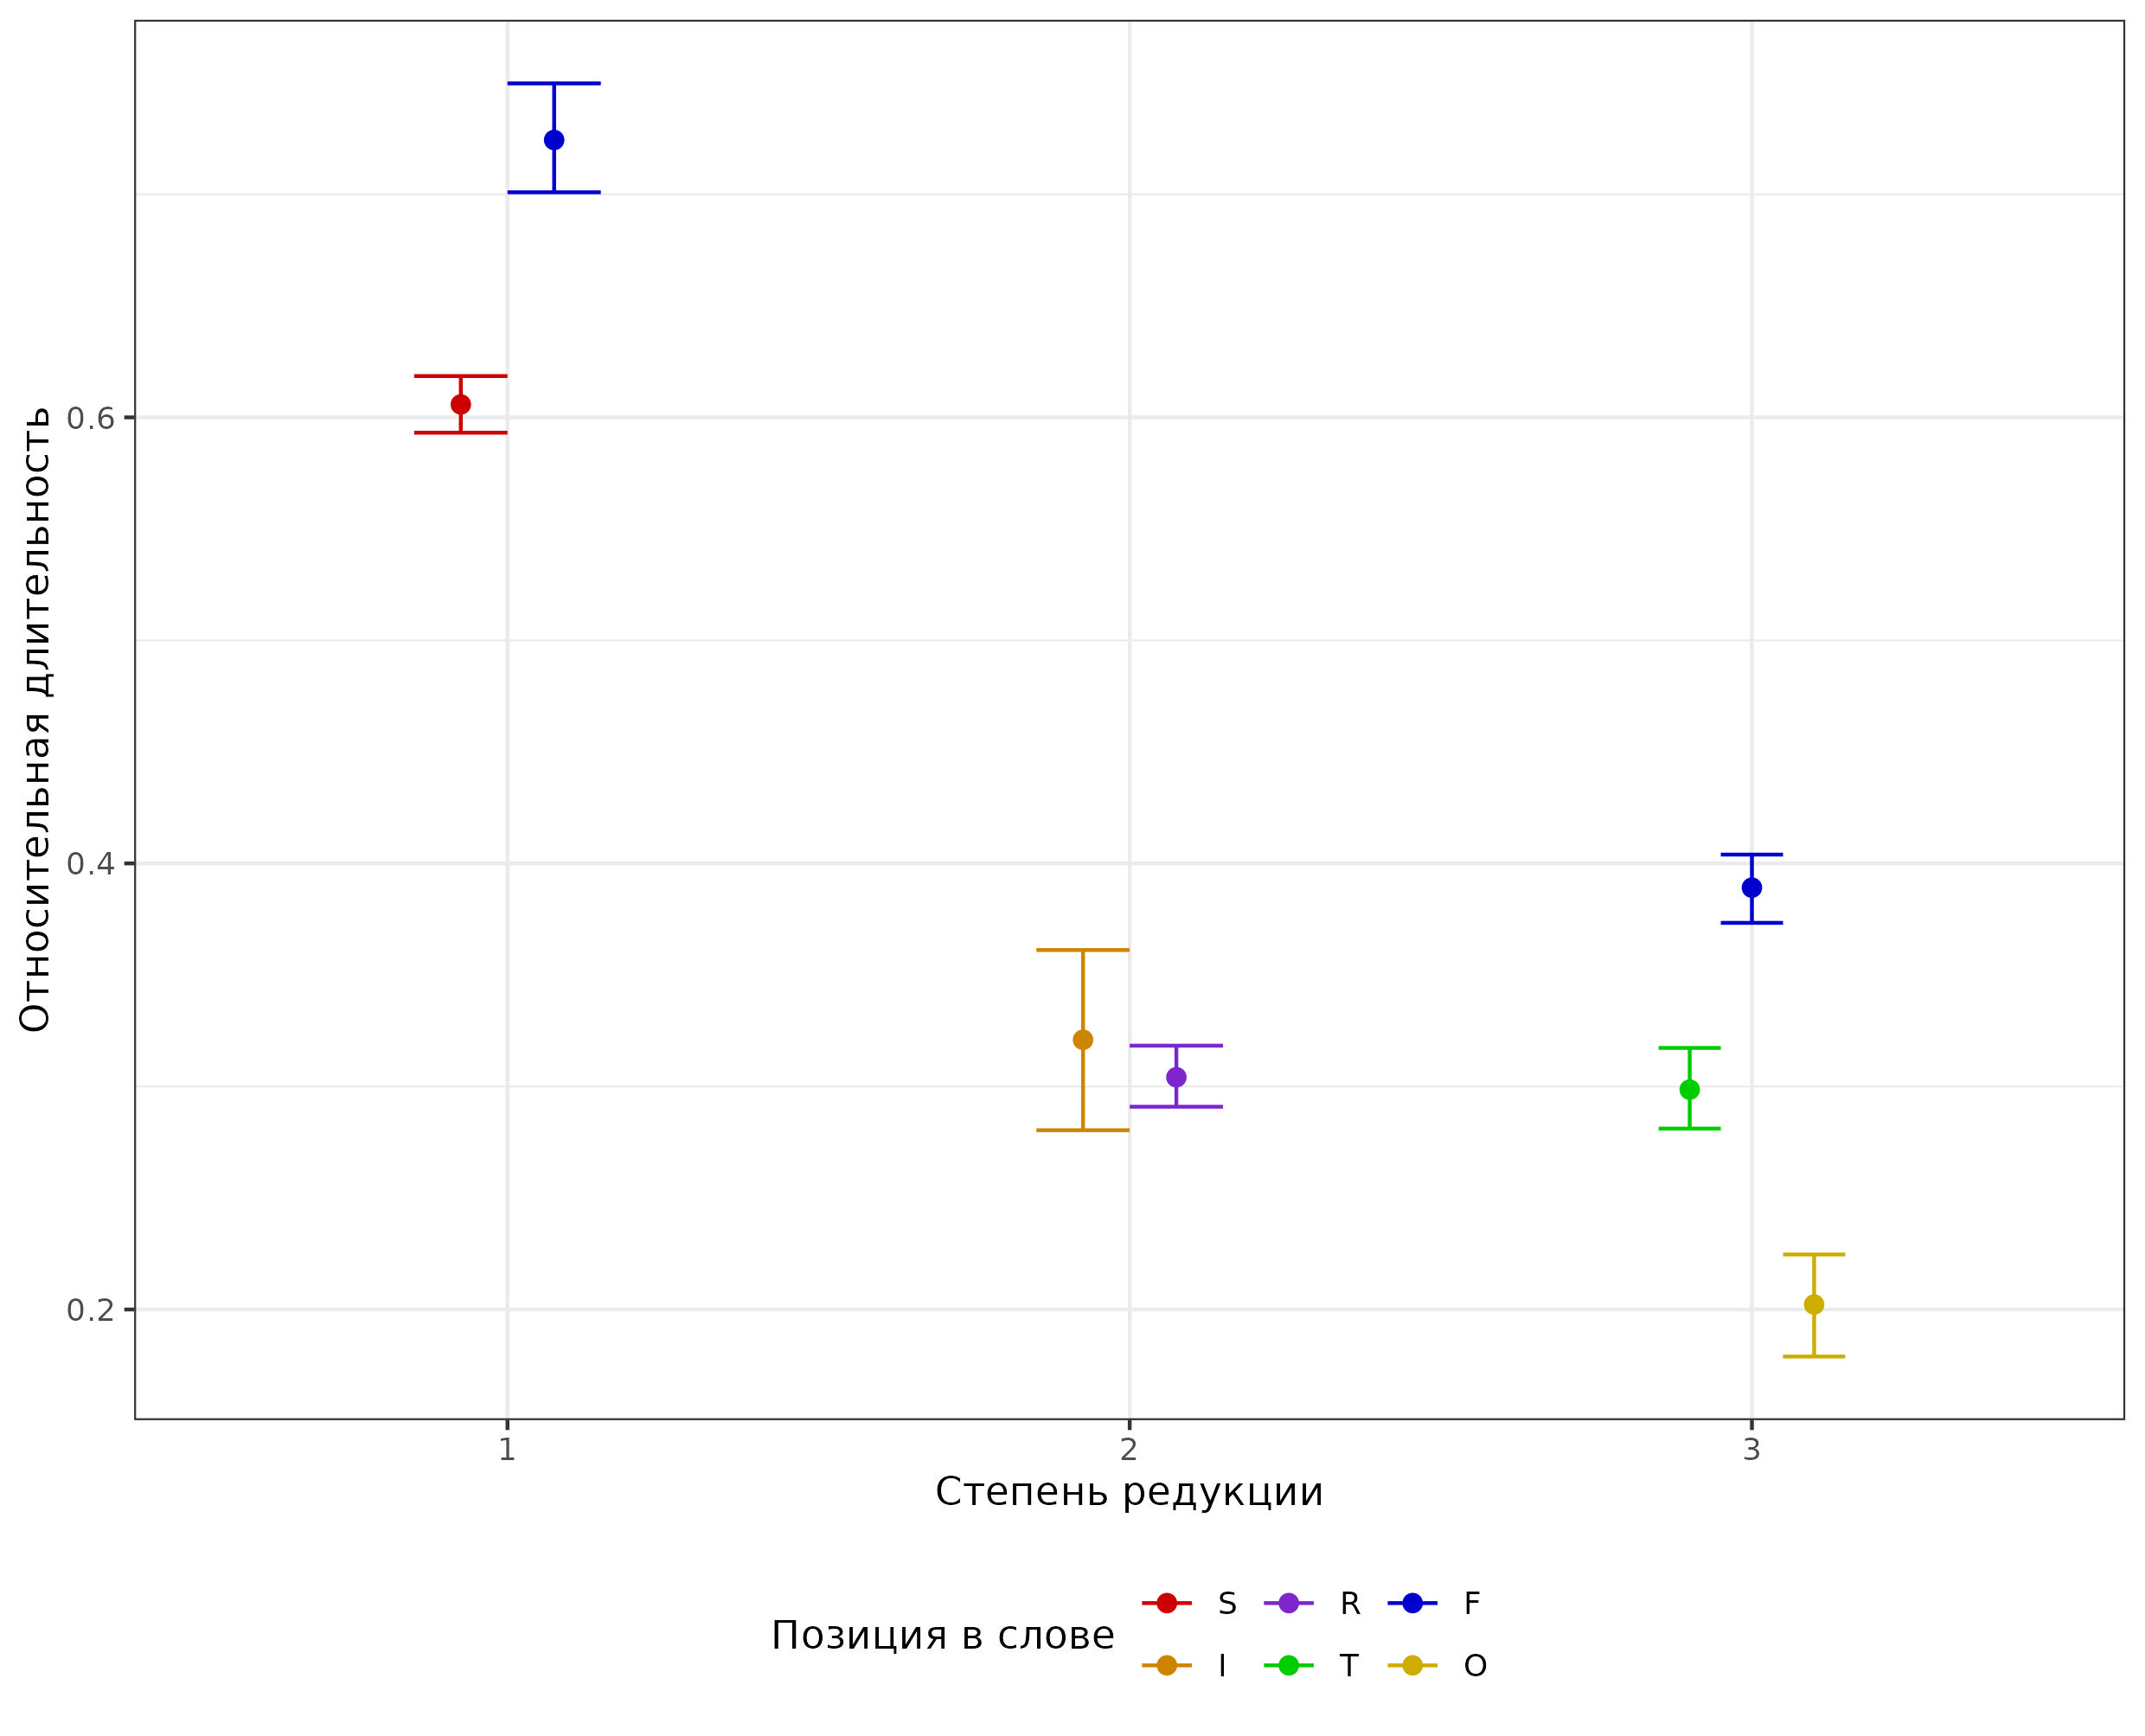 Относительная длительность
0.6
0.4
0.2
1 2 3
Степень редукции
Позиция в слове
S R F
I T O